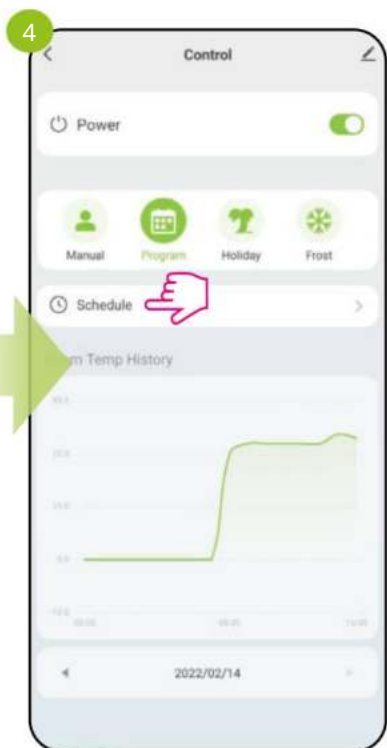 4
Control
Power
Manual Program Holiday Frost
Schedule
m Temp History
2022/02/14